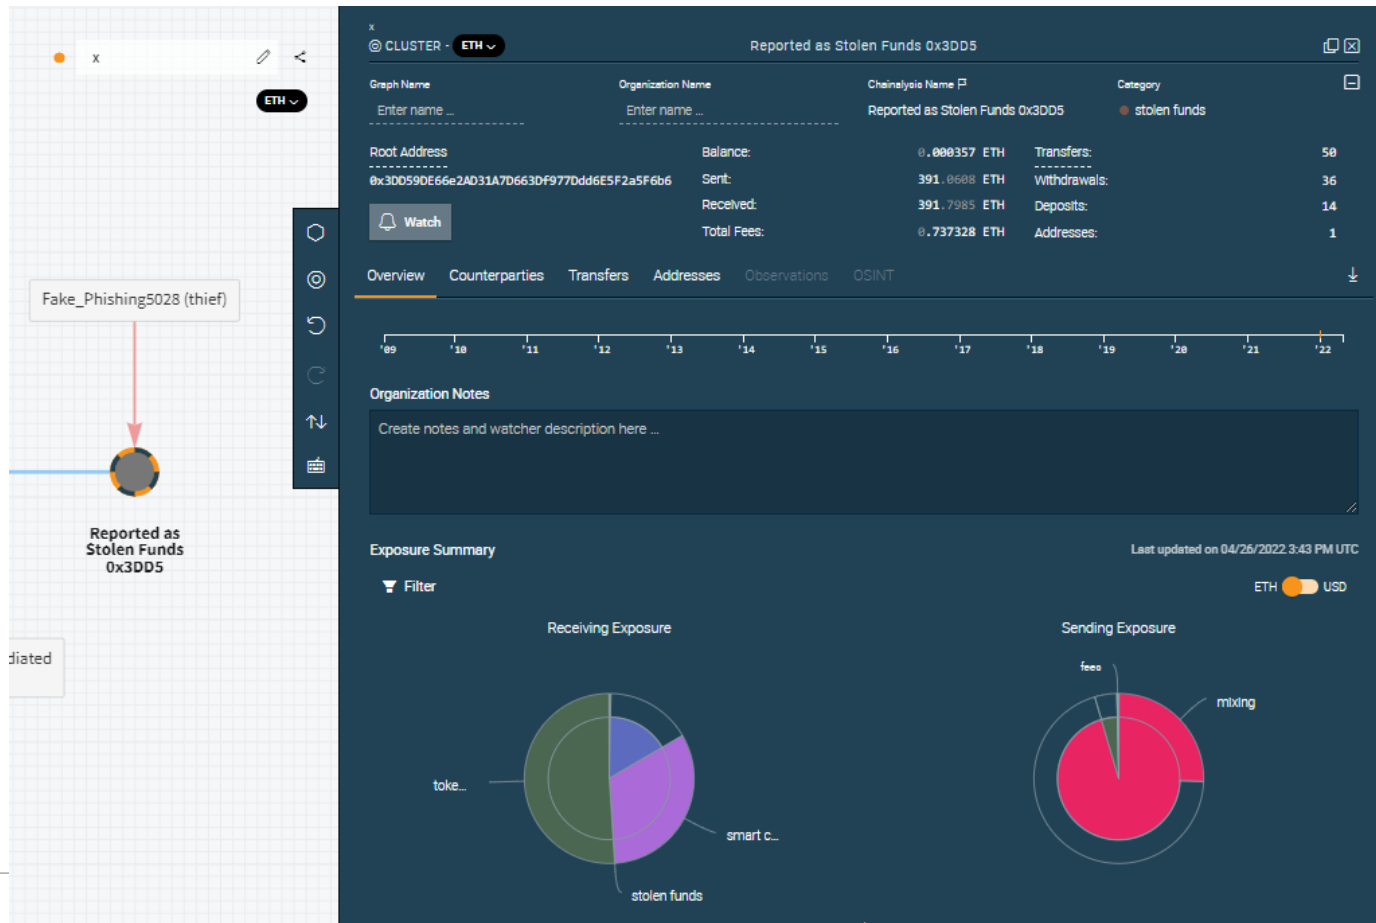 x
ETH
Fake_Phishing5028 (thief)
Reported as
Stolen Funds
0x3DD5
diated
x
CLUSTER - ETH
Reported as Stolen Funds 0x3DD5
Graph Name
Organization Name
Chainalysis Name
Category
Enter name ...
Enter name ...
Reported as Stolen Funds 0x3DD5
stolen funds
Root Address
Balance: 0.000357 ETH
Transfers: 50
0x3DD59DE66e2AD31A7D663Df977Ddd6E5F2a5F6b6
Sent: 391.0608 ETH
Withdrawals: 36
Watch
Received: 391.7985 ETH
Deposits: 14
Total Fees: 0.737328 ETH
Addresses: 1
Overview Counterparties Transfers Addresses Observations OSINT
'09 '10 '11 '12 '13 '14 '15 '16 '17 '18 '19 '20 '21 '22
Organization Notes
Create notes and watcher description here ...
Exposure Summary
Last updated on 04/26/2022 3:43 PM UTC
Filter
ETH USD
Receiving Exposure
Sending Exposure
fees
mixing
toke...
smart c...
stolen funds